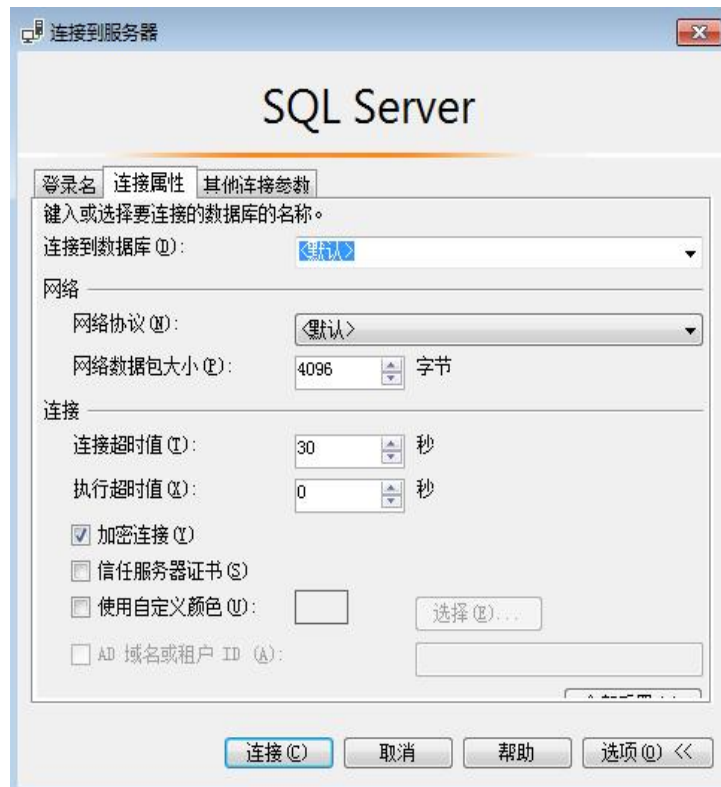 连接到服务器
SQL Server
登录名 连接属性 其他连接参数
键入或选择要连接的数据库的名称。
连接到数据库(D): <默认>
网络
网络协议(N): <默认>
网络数据包大小(P): 4096 字节
连接
连接超时值(T): 30 秒
执行超时值(X): 0 秒
加密连接(Y)
信任服务器证书(S)
使用自定义颜色(U): 选择(E)...
AD 域名或租户 ID (A):
连接(C) 取消 帮助 选项(O) <<